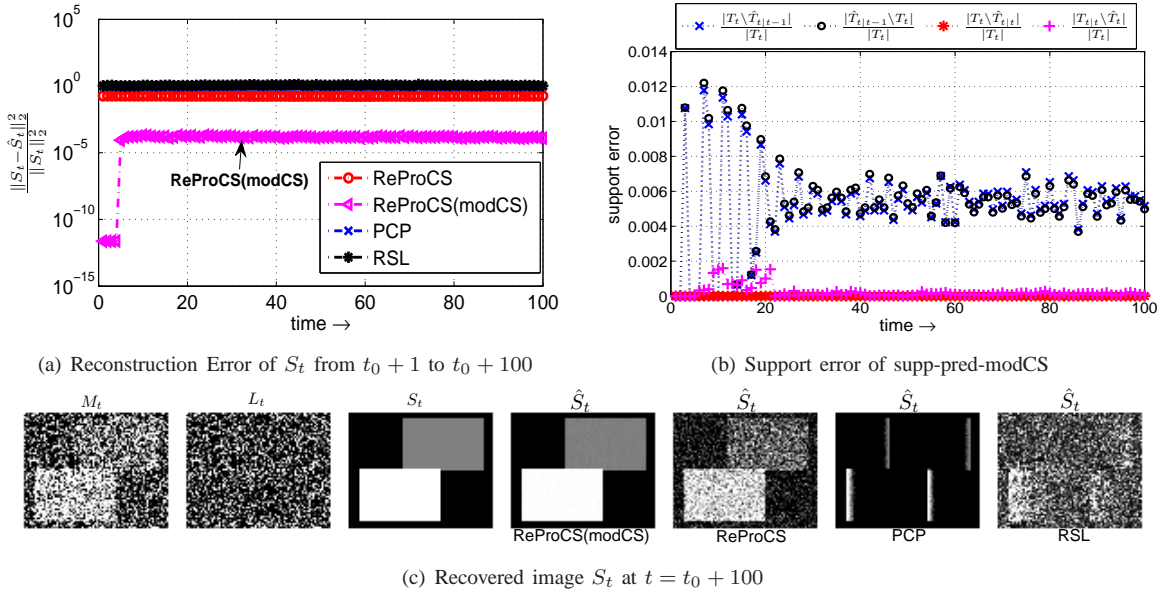 10^5
10^0
10^−5
10^−10
10^−15
||S_t−Ŝ_t||_2^2 / ||S_t||_2^2
ReProCS(modCS)
ReProCS
ReProCS(modCS)
PCP
RSL
0 20 40 60 80 100
time →
|T_t\T̂_{t|t−1}| / |T_t| |T̂_{t|t−1}\T_t| / |T_t| |T_t\T̂_{t|t}| / |T_t| |T_{t|t}\T̂_t| / |T_t|
0.014
0.012
0.01
0.008
0.006
0.004
0.002
0
support error
0 20 40 60 80 100
time →
(a) Reconstruction Error of S_t from t_0 + 1 to t_0 + 100
(b) Support error of supp-pred-modCS
M_t L_t S_t Ŝ_t Ŝ_t Ŝ_t Ŝ_t
ReProCS(modCS) ReProCS PCP RSL
(c) Recovered image S_t at t = t_0 + 100